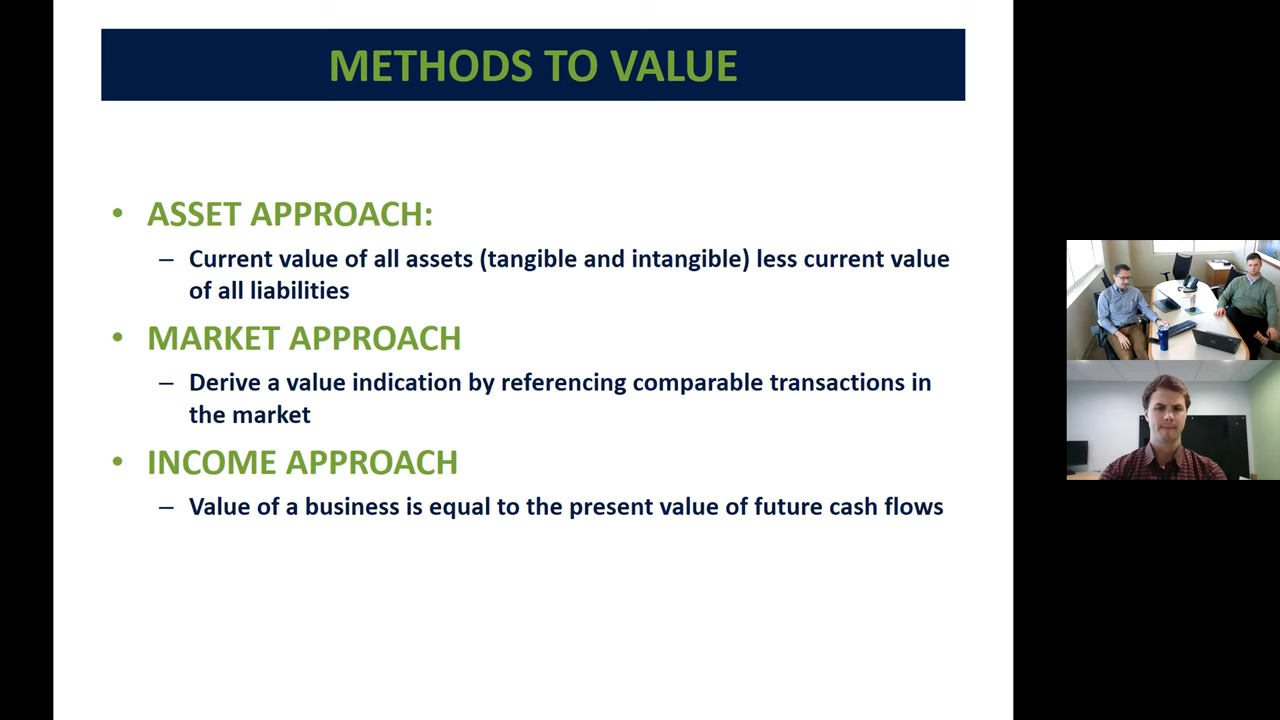 METHODS TO VALUE
• ASSET APPROACH:
– Current value of all assets (tangible and intangible) less current value
of all liabilities
• MARKET APPROACH
– Derive a value indication by referencing comparable transactions in
the market
• INCOME APPROACH
– Value of a business is equal to the present value of future cash flows